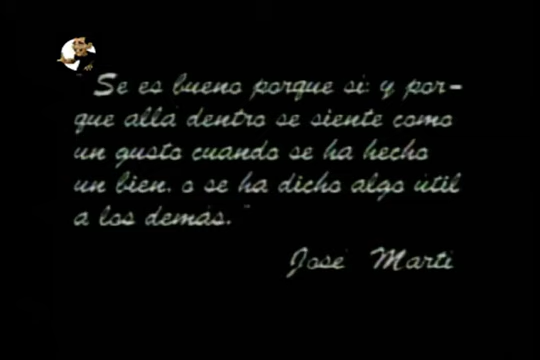 "Se es bueno porque sí; y por-
que allá dentro se siente como
un gusto cuando se ha hecho
un bien, o se ha dicho algo útil
a los demás."
José Martí